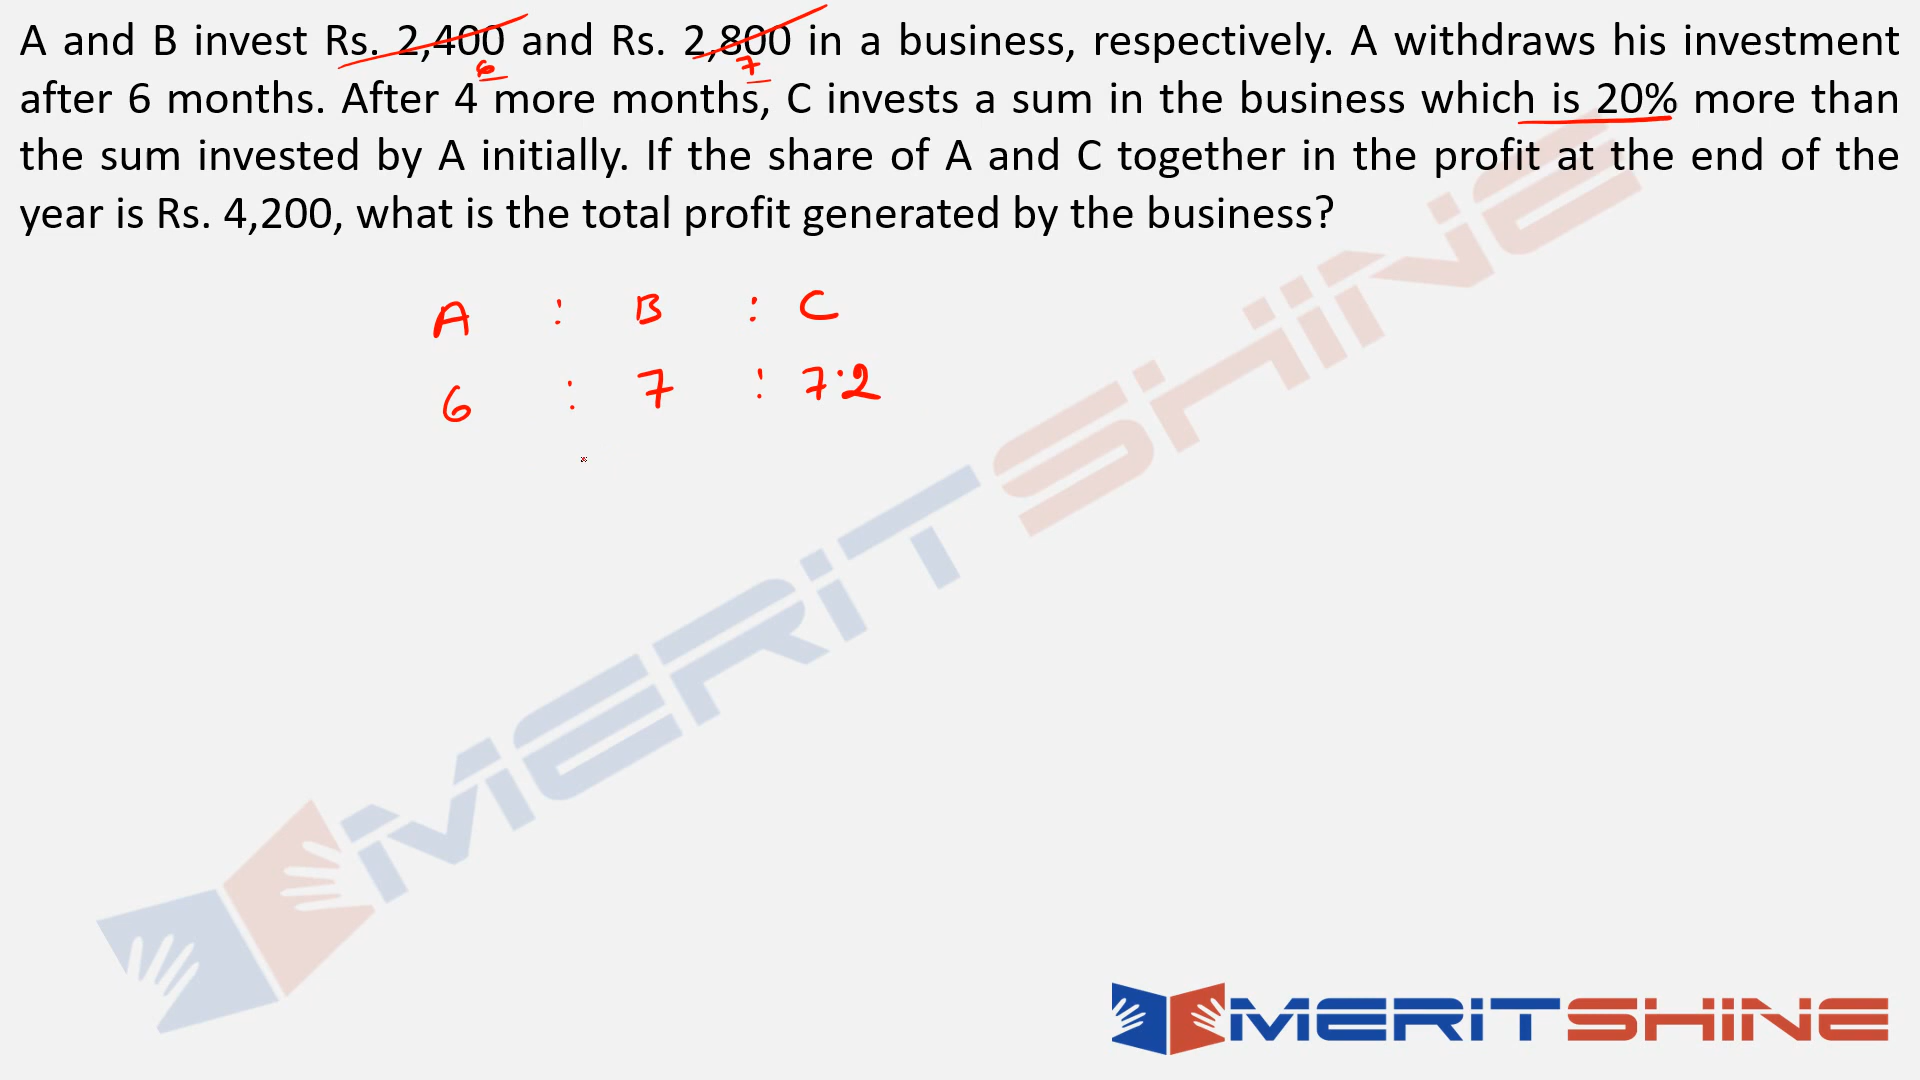 A and B invest Rs. 2,400 and Rs. 2,800 in a business, respectively. A withdraws his investment
6 7
after 6 months. After 4 more months, C invests a sum in the business which is 20% more than
the sum invested by A initially. If the share of A and C together in the profit at the end of the
year is Rs. 4,200, what is the total profit generated by the business?
A : B : C
6 : 7 : 7.2
MERITSHINE
MERITSHINE